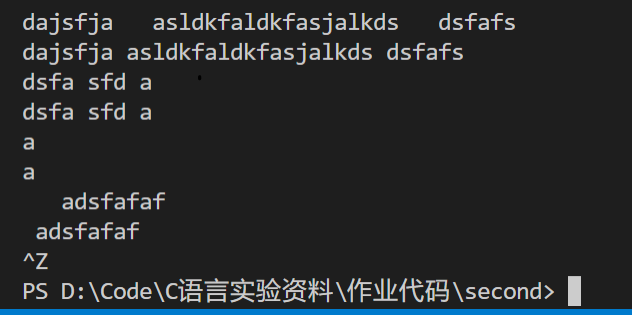 dajsfja   asldkfaldkfasjalkds   dsfafs
dajsfja asldkfaldkfasjalkds dsfafs
dsfa sfd a
dsfa sfd a
a
a
   adsfafaf
 adsfafaf
^Z
PS D:\Code\C语言实验资料\作业代码\second>